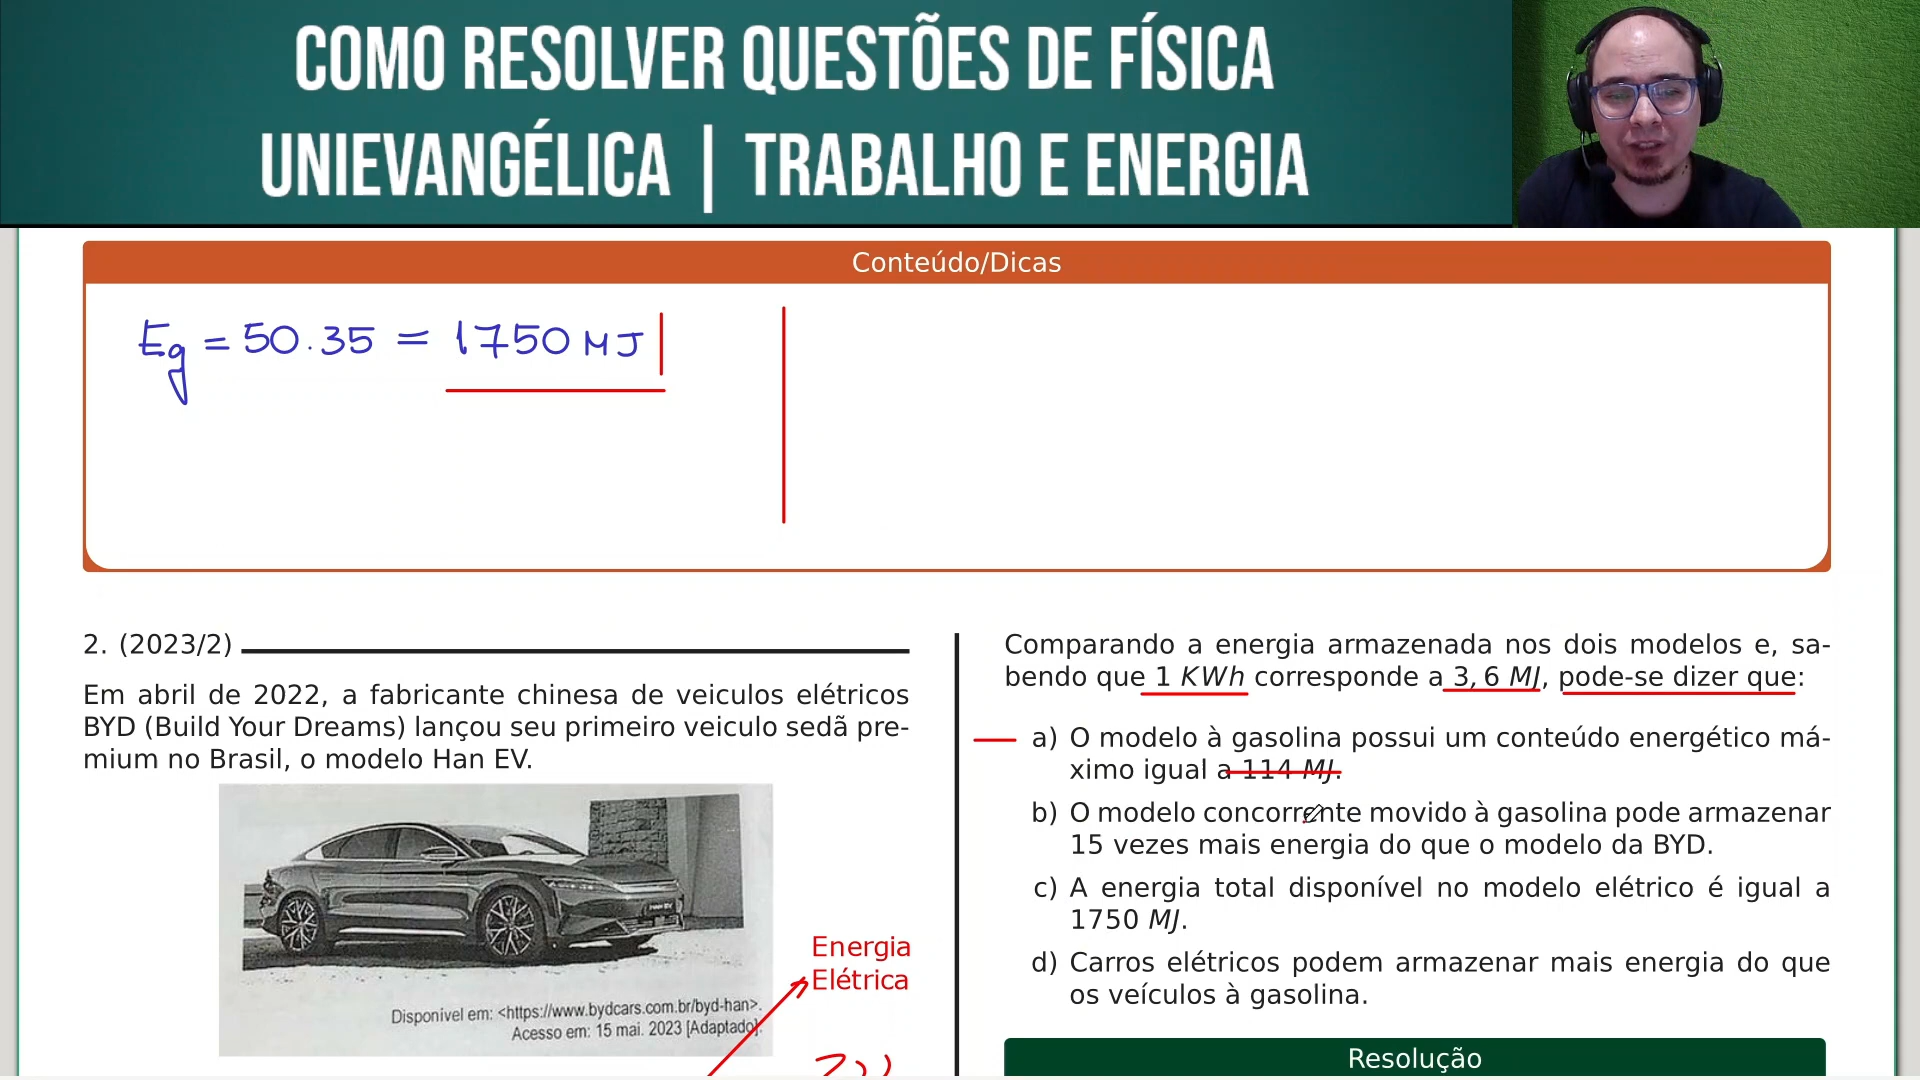 COMO RESOLVER QUESTÕES DE FÍSICA
UNIEVANGÉLICA | TRABALHO E ENERGIA
Conteúdo/Dicas
Eg = 50.35 = 1750 MJ
2. (2023/2)
Em abril de 2022, a fabricante chinesa de veiculos elétricos
BYD (Build Your Dreams) lançou seu primeiro veiculo sedã pre-
mium no Brasil, o modelo Han EV.
Disponível em: <https://www.bydcars.com.br/byd-han>.
Acesso em: 15 mai. 2023 [Adaptado].
Energia
Elétrica
Comparando a energia armazenada nos dois modelos e, sa-
bendo que 1 KWh corresponde a 3, 6 MJ, pode-se dizer que:
a) O modelo à gasolina possui um conteúdo energético má-
ximo igual a 114 MJ.
b) O modelo concorrente movido à gasolina pode armazenar
15 vezes mais energia do que o modelo da BYD.
c) A energia total disponível no modelo elétrico é igual a
1750 MJ.
d) Carros elétricos podem armazenar mais energia do que
os veículos à gasolina.
Resolução